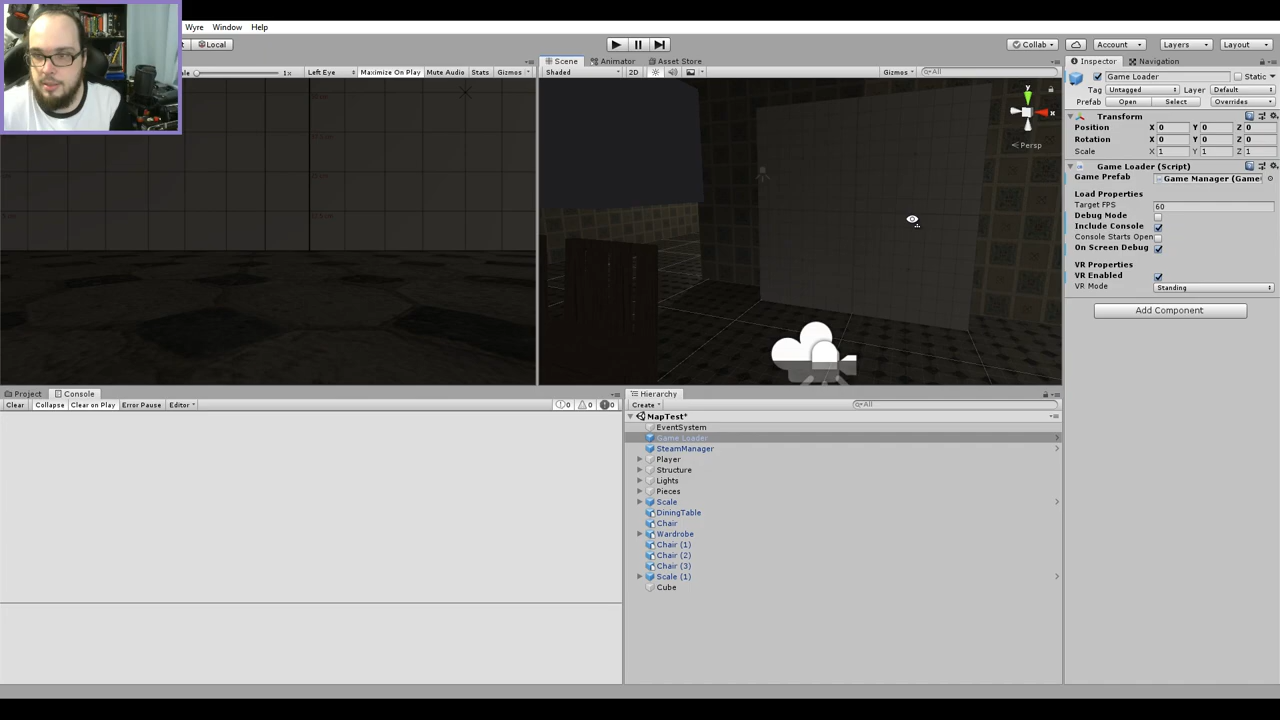 Wyre Window Help
Local
Collab Account Layers Layout
1x Left Eye Maximize On Play Mute Audio Stats Gizmos
Scene Animator Asset Store
Shaded 2D Gizmos All
y
x
Persp
Inspector Navigation
Game Loader Static
Tag Untagged Layer Default
Prefab Open Select Overrides
Transform
Position X 0 Y 0 Z 0
Rotation X 0 Y 0 Z 0
Scale X 1 Y 1 Z 1
Game Loader (Script)
Game Prefab Game Manager (Game
Load Properties
Target FPS 60
Debug Mode
Include Console
Console Starts Open
On Screen Debug
VR Properties
VR Enabled
VR Mode Standing
Add Component
Project Console
Clear Collapse Clear on Play Error Pause Editor 0 0 0
Hierarchy
Create All
MapTest*
EventSystem
Game Loader
SteamManager
Player
Structure
Lights
Pieces
Scale
DiningTable
Chair
Wardrobe
Chair (1)
Chair (2)
Chair (3)
Scale (1)
Cube